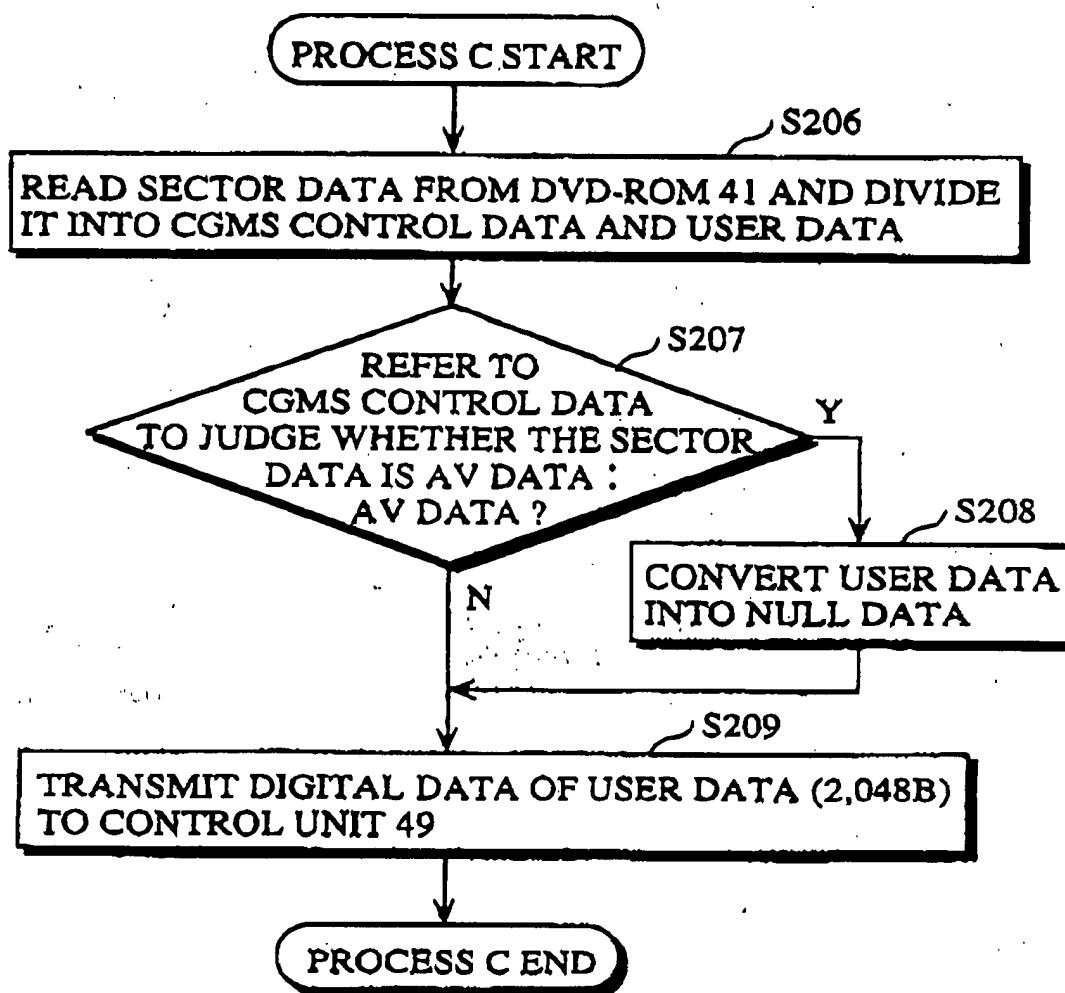 PROCESS C START
S206
READ SECTOR DATA FROM DVD-ROM 41 AND DIVIDE
IT INTO CGMS CONTROL DATA AND USER DATA
S207
REFER TO
CGMS CONTROL DATA
TO JUDGE WHETHER THE SECTOR
DATA IS AV DATA :
AV DATA ?
Y
N
S208
CONVERT USER DATA
INTO NULL DATA
S209
TRANSMIT DIGITAL DATA OF USER DATA (2,048B)
TO CONTROL UNIT 49
PROCESS C END